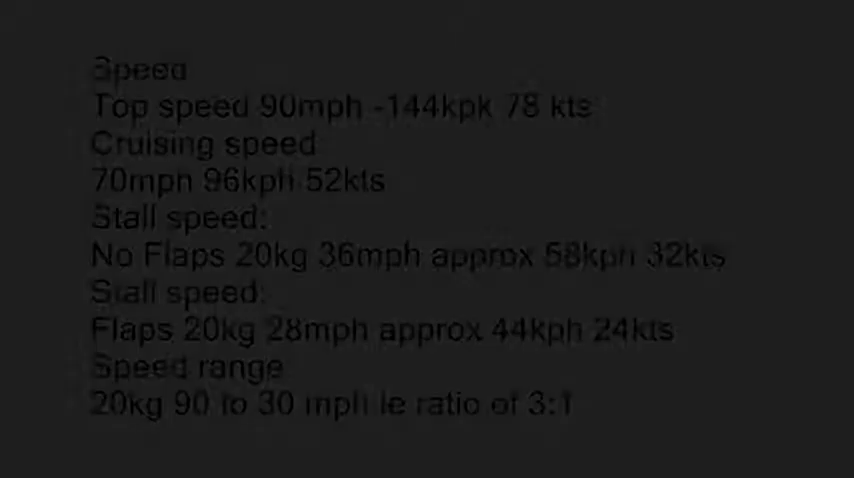 Speed
Top speed 90mph -144kpk 78 kts
Cruising speed
70mph 96kph 52kts
Stall speed:
No Flaps 20kg 36mph approx 58kph 32kts
Stall speed:
Flaps 20kg 28mph approx 44kph 24kts
Speed range
20kg 90 to 30 mph ie ratio of 3:1